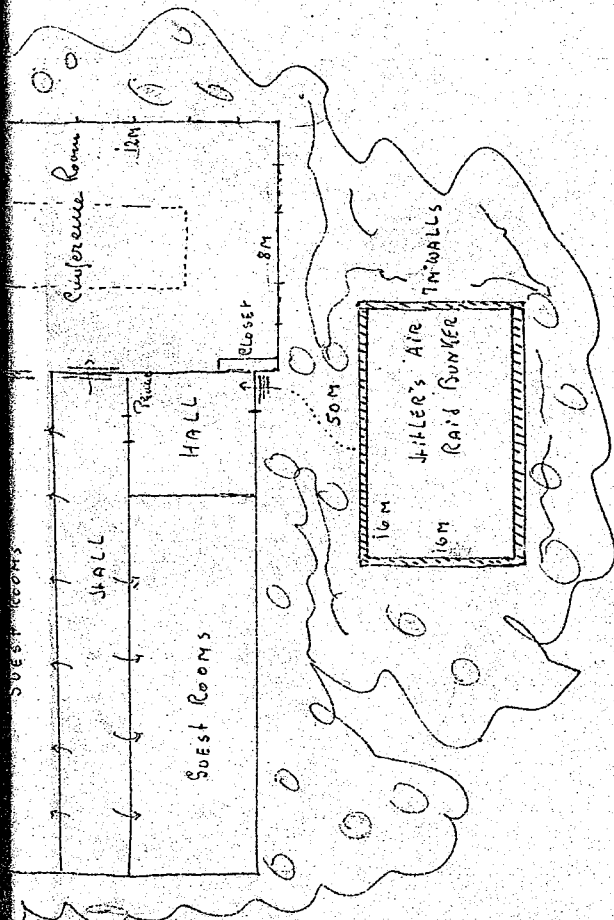 Conference Room
12M
8M
CLOSET
HALL
HALL
GUEST ROOMS
GUEST ROOMS
50M
7M WALLS
HITLER'S AIR
RAID BUNKER
16M
16M